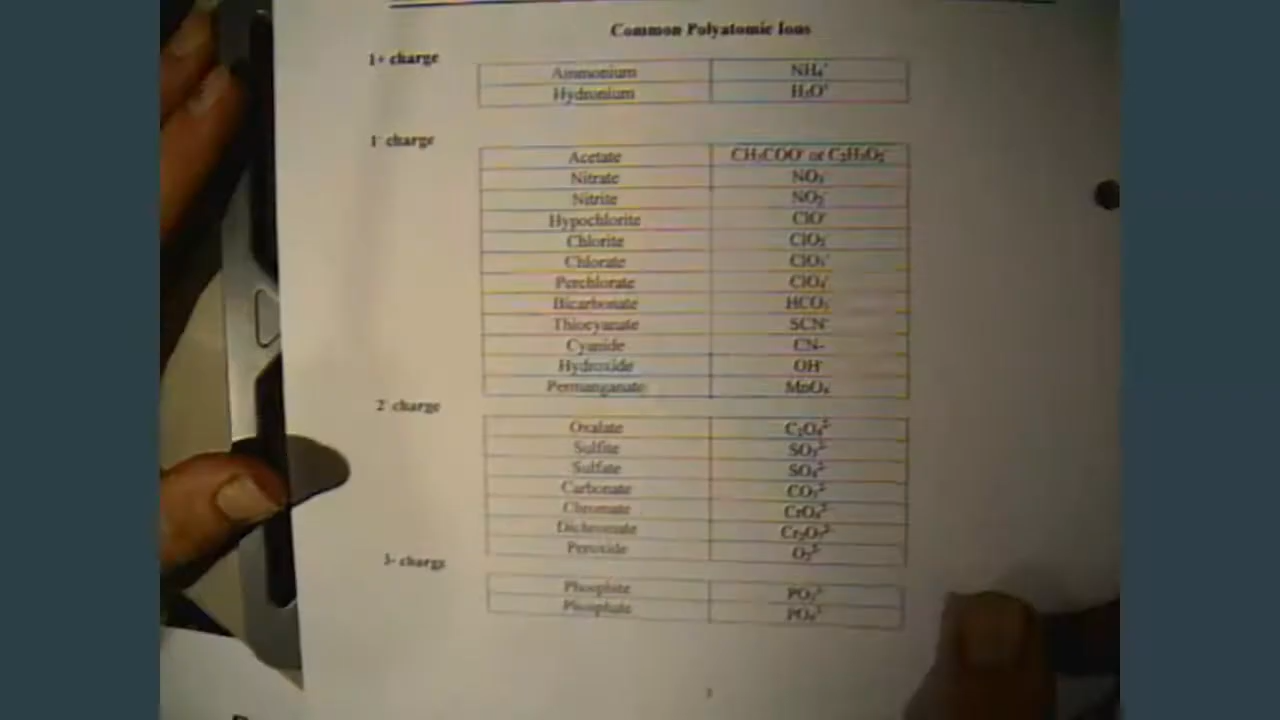 Common Polyatomic Ions
1+ charge
Ammonium NH₄⁺
Hydronium H₃O⁺
1⁻ charge
Acetate CH₃COO⁻ or C₂H₃O₂⁻
Nitrate NO₃⁻
Nitrite NO₂⁻
Hypochlorite ClO⁻
Chlorite ClO₂⁻
Chlorate ClO₃⁻
Perchlorate ClO₄⁻
Bicarbonate HCO₃⁻
Thiocyanate SCN⁻
Cyanide CN-
Hydroxide OH⁻
Permanganate MnO₄⁻
2⁻ charge
Oxalate C₂O₄²⁻
Sulfite SO₃²⁻
Sulfate SO₄²⁻
Carbonate CO₃²⁻
Chromate CrO₄²⁻
Dichromate Cr₂O₇²⁻
Peroxide O₂²⁻
3- charge
Phosphite PO₃³⁻
Phosphate PO₄³⁻